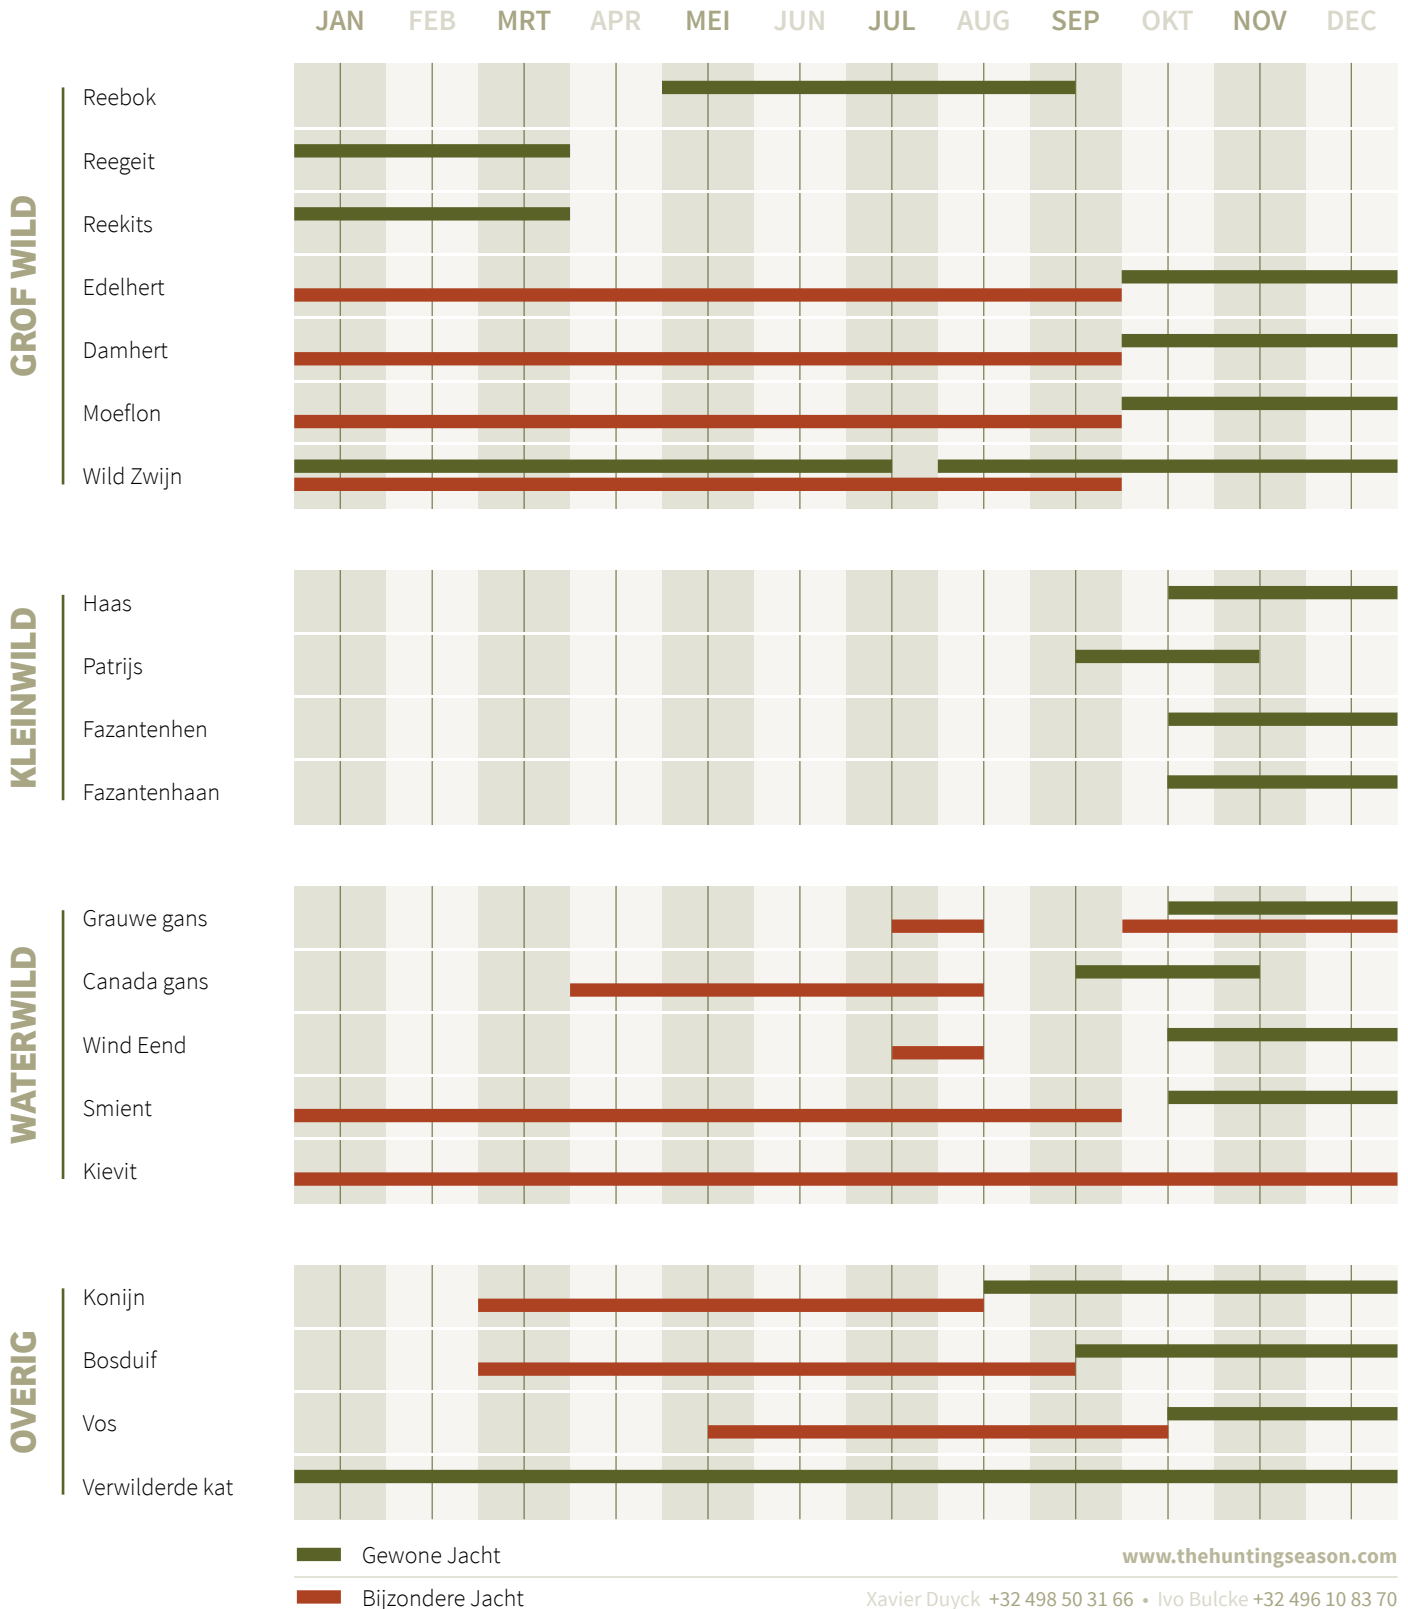 JAN FEB MRT APR MEI JUN JUL AUG SEP OKT NOV DEC
GROF WILD
Reebok
Reegeit
Reekits
Edelhert
Damhert
Moeflon
Wild Zwijn
KLEINWILD
Haas
Patrijs
Fazantenhen
Fazantenhaan
WATERWILD
Grauwe gans
Canada gans
Wind Eend
Smient
Kievit
OVERIG
Konijn
Bosduif
Vos
Verwilderde kat
Gewone Jacht
www.thehuntingseason.com
Bijzondere Jacht
Xavier Duyck +32 498 50 31 66 • Ivo Bulcke +32 496 10 83 70